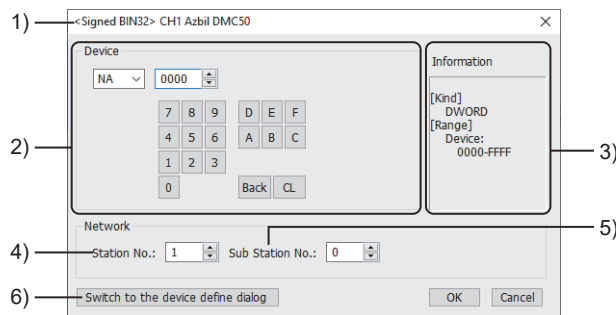 1)
<Signed BIN32> CH1 Azbil DMC50
Device
NA 0000
7 8 9 D E F
4 5 6 A B C
1 2 3
0 Back CL
2)
Information
[Kind]
DWORD
[Range]
Device:
0000-FFFF
3)
Network
4)
Station No.: 1 Sub Station No.: 0
5)
6)
Switch to the device define dialog OK Cancel